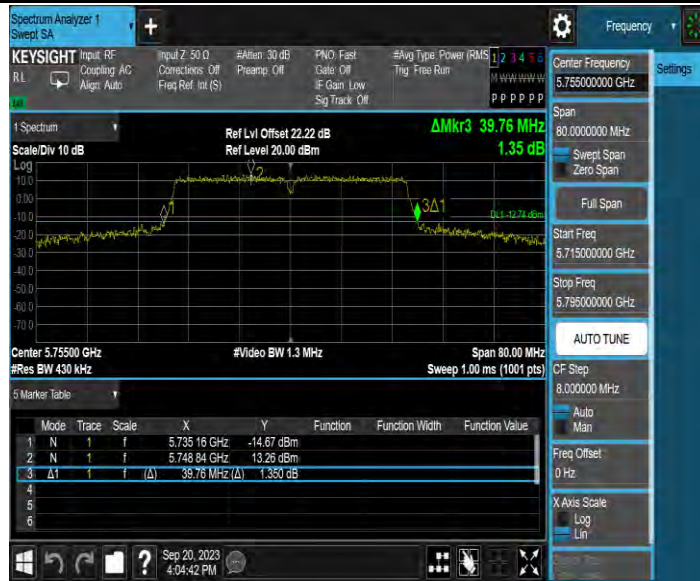 Spectrum Analyzer 1
Swept SA
Frequency
KEYSIGHT
RL
Input: RF
Coupling: AC
Align: Auto
Input Z: 50 Ω
Corrections: Off
Freq Ref: Int (S)
#Atten: 30 dB
Preamp: Off
PNO: Fast
Gate: Off
IF Gain: Low
Sig Track: Off
#Avg Type: Power (RMS
Trig: Free Run
1 2 3 4 5 6
M W W W W W
P P P P P P
Center Frequency
5.755000000 GHz
Settings
Span
80.0000000 MHz
Swept Span
Zero Span
Full Span
Start Freq
5.715000000 GHz
Stop Freq
5.795000000 GHz
AUTO TUNE
CF Step
8.000000 MHz
Auto
Man
Freq Offset
0 Hz
X Axis Scale
Log
Lin
1 Spectrum
Scale/Div 10 dB
Ref Lvl Offset 22.22 dB
Ref Level 20.00 dBm
ΔMkr3 39.76 MHz
1.35 dB
Log
10.0
0.00
-10.0
-20.0
-30.0
-40.0
-50.0
-60.0
-70.0
1
2
3Δ1
DL1 -12.74 dBm
Center 5.75500 GHz
#Video BW 1.3 MHz
Span 80.00 MHz
#Res BW 430 kHz
Sweep 1.00 ms (1001 pts)
5 Marker Table
Mode Trace Scale X Y Function Function Width Function Value
1 N 1 f 5.735 16 GHz -14.67 dBm
2 N 1 f 5.748 84 GHz 13.26 dBm
3 Δ1 1 f (Δ) 39.76 MHz (Δ) 1.350 dB
4
5
6
?
Sep 20, 2023
4:04:42 PM